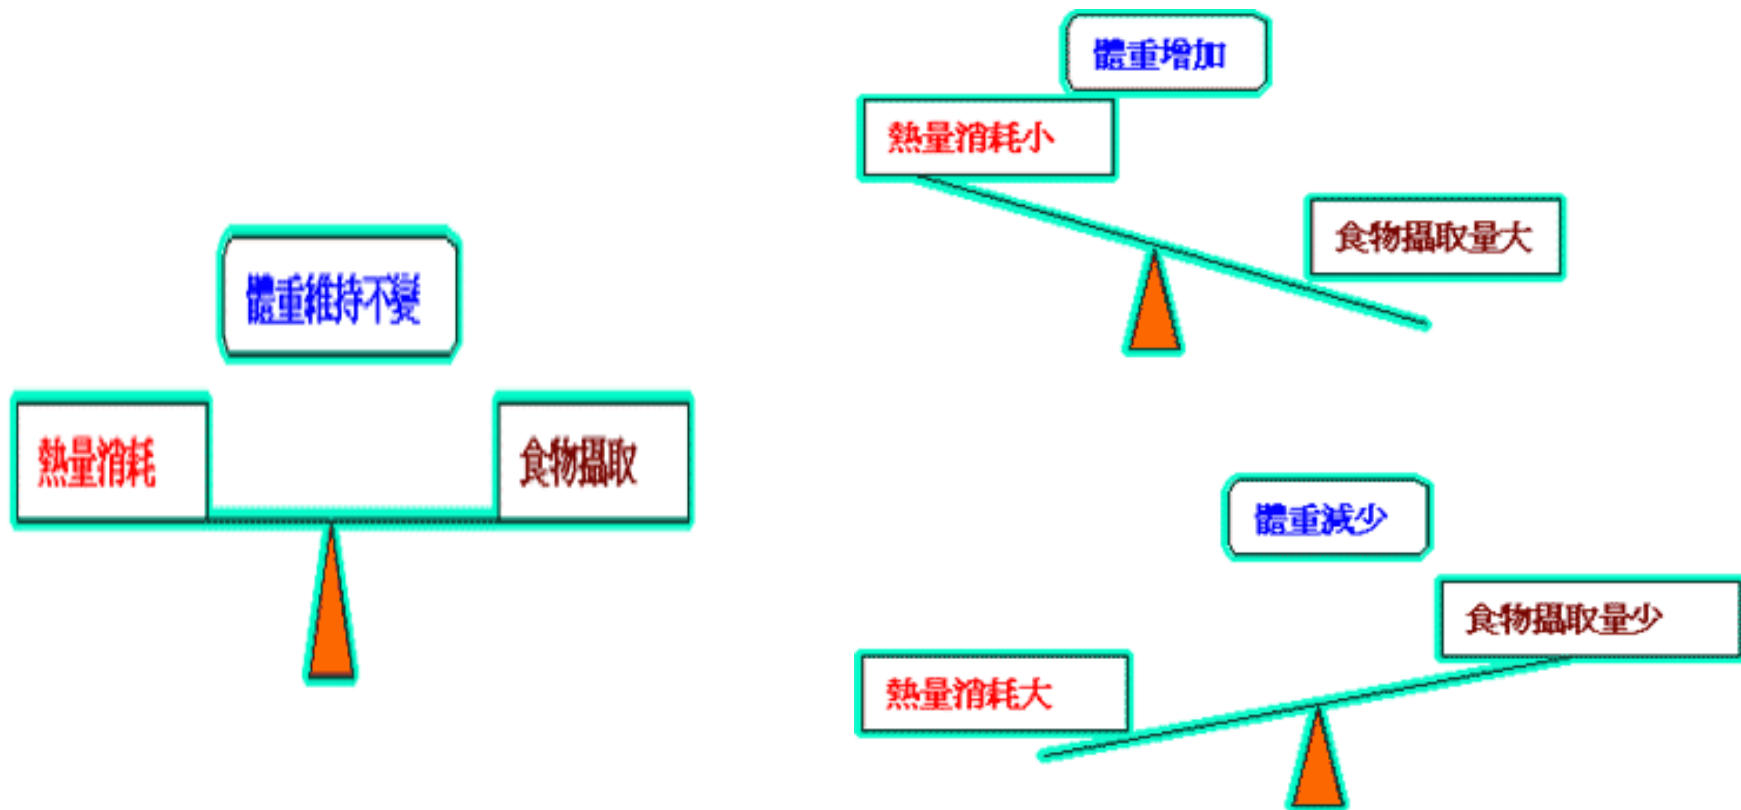 體重維持不變
熱量消耗
食物攝取
體重增加
熱量消耗小
食物攝取量大
體重減少
食物攝取量少
熱量消耗大